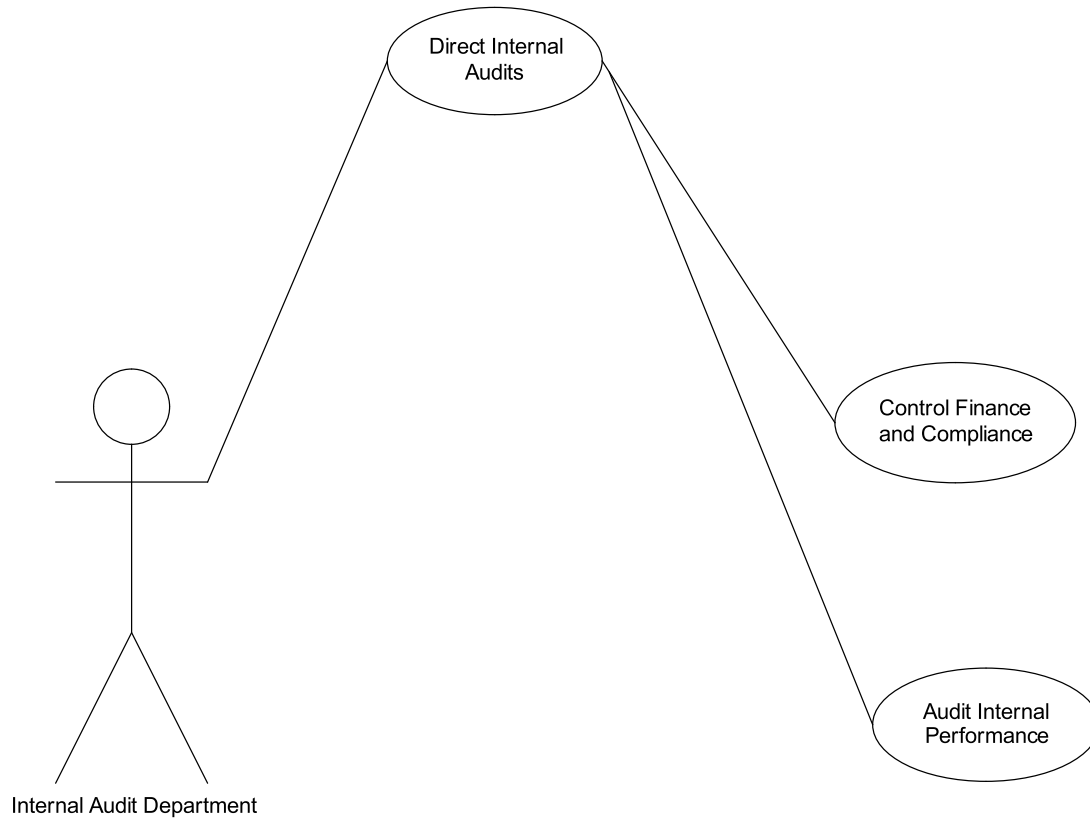 Direct Internal
Audits
Control Finance
and Compliance
Audit Internal
Performance
Internal Audit Department